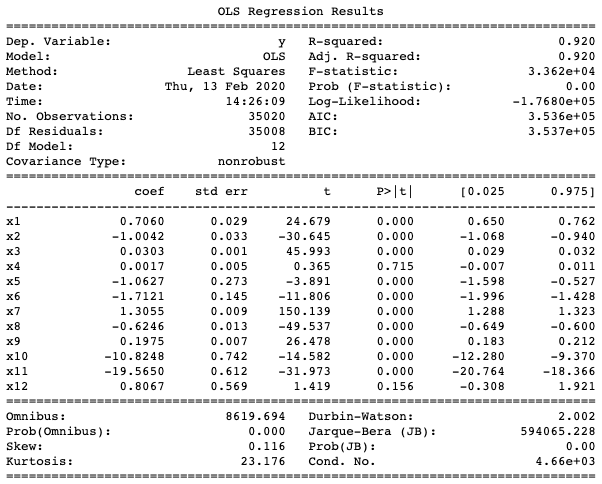 OLS Regression Results
==============================================================================
Dep. Variable: y R-squared: 0.920
Model: OLS Adj. R-squared: 0.920
Method: Least Squares F-statistic: 3.362e+04
Date: Thu, 13 Feb 2020 Prob (F-statistic): 0.00
Time: 14:26:09 Log-Likelihood: -1.7680e+05
No. Observations: 35020 AIC: 3.536e+05
Df Residuals: 35008 BIC: 3.537e+05
Df Model: 12
Covariance Type: nonrobust
==============================================================================
coef std err t P>|t| [0.025 0.975]
------------------------------------------------------------------------------
x1 0.7060 0.029 24.679 0.000 0.650 0.762
x2 -1.0042 0.033 -30.645 0.000 -1.068 -0.940
x3 0.0303 0.001 45.993 0.000 0.029 0.032
x4 0.0017 0.005 0.365 0.715 -0.007 0.011
x5 -1.0627 0.273 -3.891 0.000 -1.598 -0.527
x6 -1.7121 0.145 -11.806 0.000 -1.996 -1.428
x7 1.3055 0.009 150.139 0.000 1.288 1.323
x8 -0.6246 0.013 -49.537 0.000 -0.649 -0.600
x9 0.1975 0.007 26.478 0.000 0.183 0.212
x10 -10.8248 0.742 -14.582 0.000 -12.280 -9.370
x11 -19.5650 0.612 -31.973 0.000 -20.764 -18.366
x12 0.8067 0.569 1.419 0.156 -0.308 1.921
==============================================================================
Omnibus: 8619.694 Durbin-Watson: 2.002
Prob(Omnibus): 0.000 Jarque-Bera (JB): 594065.228
Skew: 0.116 Prob(JB): 0.00
Kurtosis: 23.176 Cond. No. 4.66e+03
==============================================================================